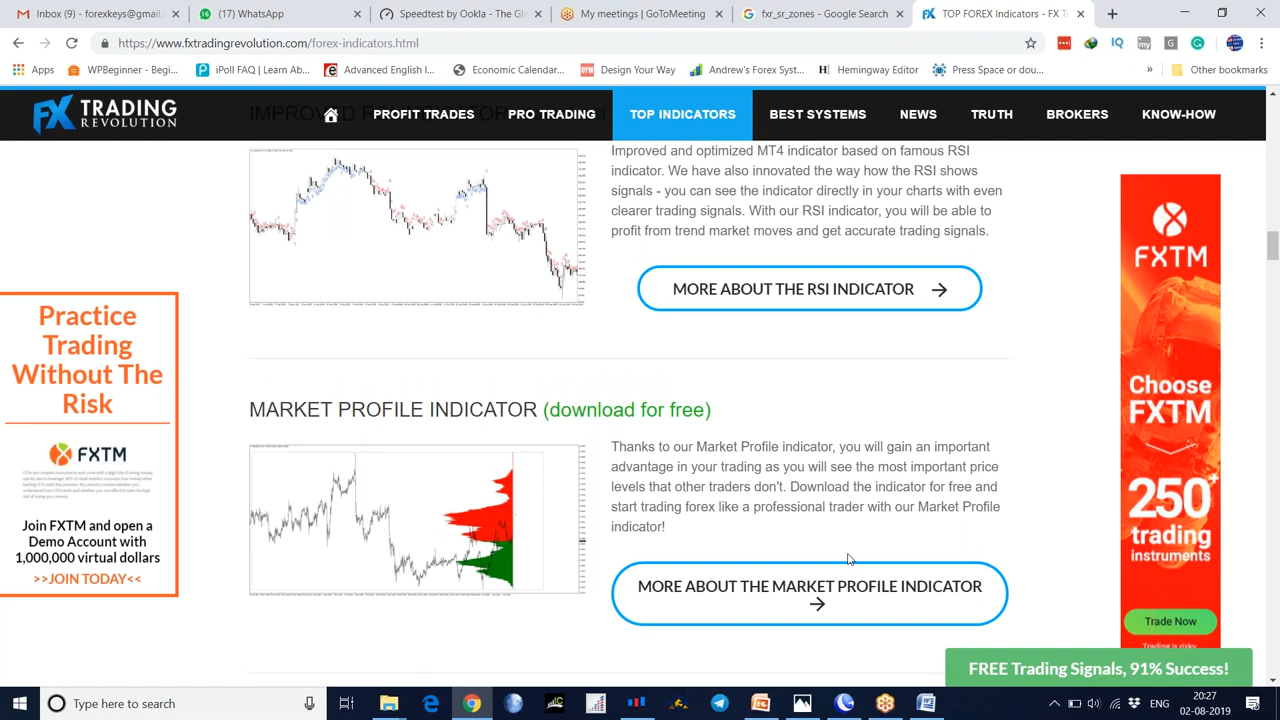 Inbox (9) - forexkeys@gmail.c
(16) WhatsApp
Speedtest by Ookla - The Glo
My meetings | GoToMeeting
fxr_sr_zones - Google Search
TOP FOREX Indicators - FX T
https://www.fxtradingrevolution.com/forex-indicators.html
Apps
WPBeginner - Begi...
iPoll FAQ | Learn Ab...
Advanced English l...
Economic Calendar...
Design Your Way
Andrew's Forex Syst...
Hemingway Editor
Press Space or dou...
»
Other bookmarks
FX TRADING REVOLUTION
PROFIT TRADES
PRO TRADING
TOP INDICATORS
BEST SYSTEMS
NEWS
TRUTH
BROKERS
KNOW-HOW
Improved and optimized MT4 indicator based on famous RSI
indicator. We have also innovated the way how the RSI shows
signals - you can see the indicator directly in your charts with even
clearer trading signals. With our RSI indicator, you will be able to
profit from trend market moves and get accurate trading signals.
MORE ABOUT THE RSI INDICATOR
MARKET PROFILE INDICATOR (download for free)
Thanks to our Market Profile indicator, you will gain an important
advantage in your trading as you will see the most important price
levels that other traders don't. Download the indicator for free and
start trading forex like a professional trader with our Market Profile
indicator!
MORE ABOUT THE MARKET PROFILE INDICATOR
Practice
Trading
Without The
Risk
FXTM
Join FXTM and open a
Demo Account with
1,000,000 virtual dollars
>>JOIN TODAY<<
FXTM
Choose
FXTM
250+
trading
instruments
Trade Now
Trading is risky
FREE Trading Signals, 91% Success!
Type here to search
20:27
02-08-2019